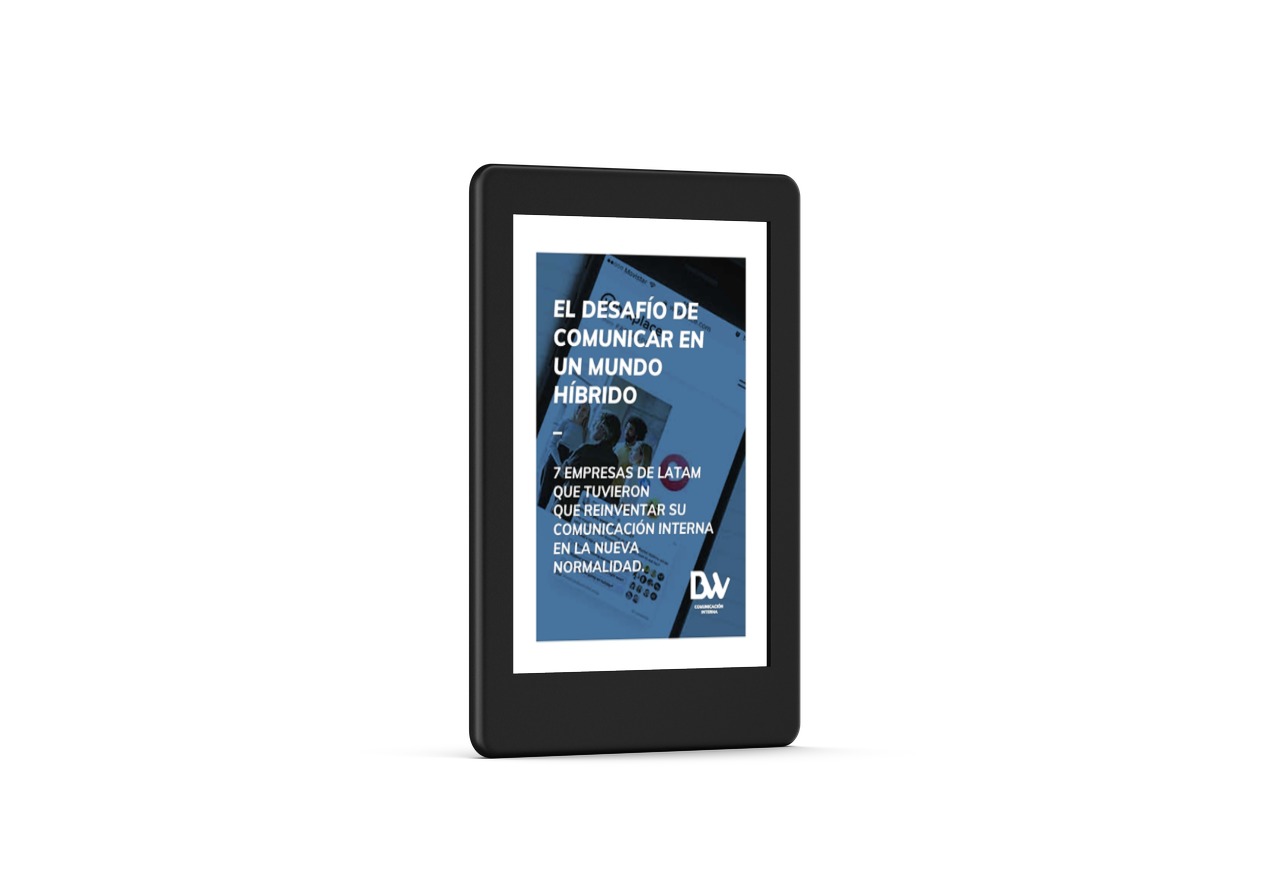 EL DESAFÍO DE
COMUNICAR EN
UN MUNDO
HÍBRIDO
–
7 EMPRESAS DE LATAM
QUE TUVIERON
QUE REINVENTAR SU
COMUNICACIÓN INTERNA
EN LA NUEVA
NORMALIDAD.
BW
COMUNICACIÓN
INTERNA